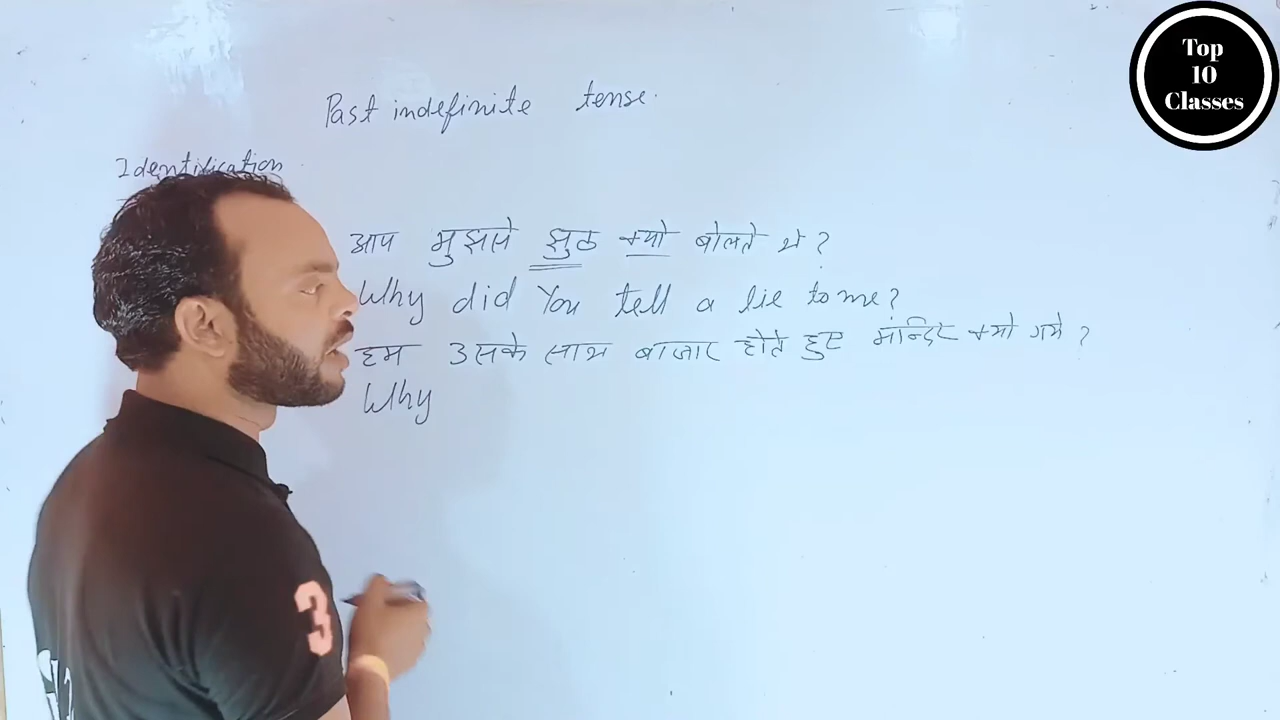 Past indefinite tense.
Identification
आप मुझसे झुठ क्यो बोलते थे ?
Why did You tell a lie to me?
हम उसके साथ बाजार होते हुए मन्दिर क्यो गये ?
Why
Top
10
Classes
3